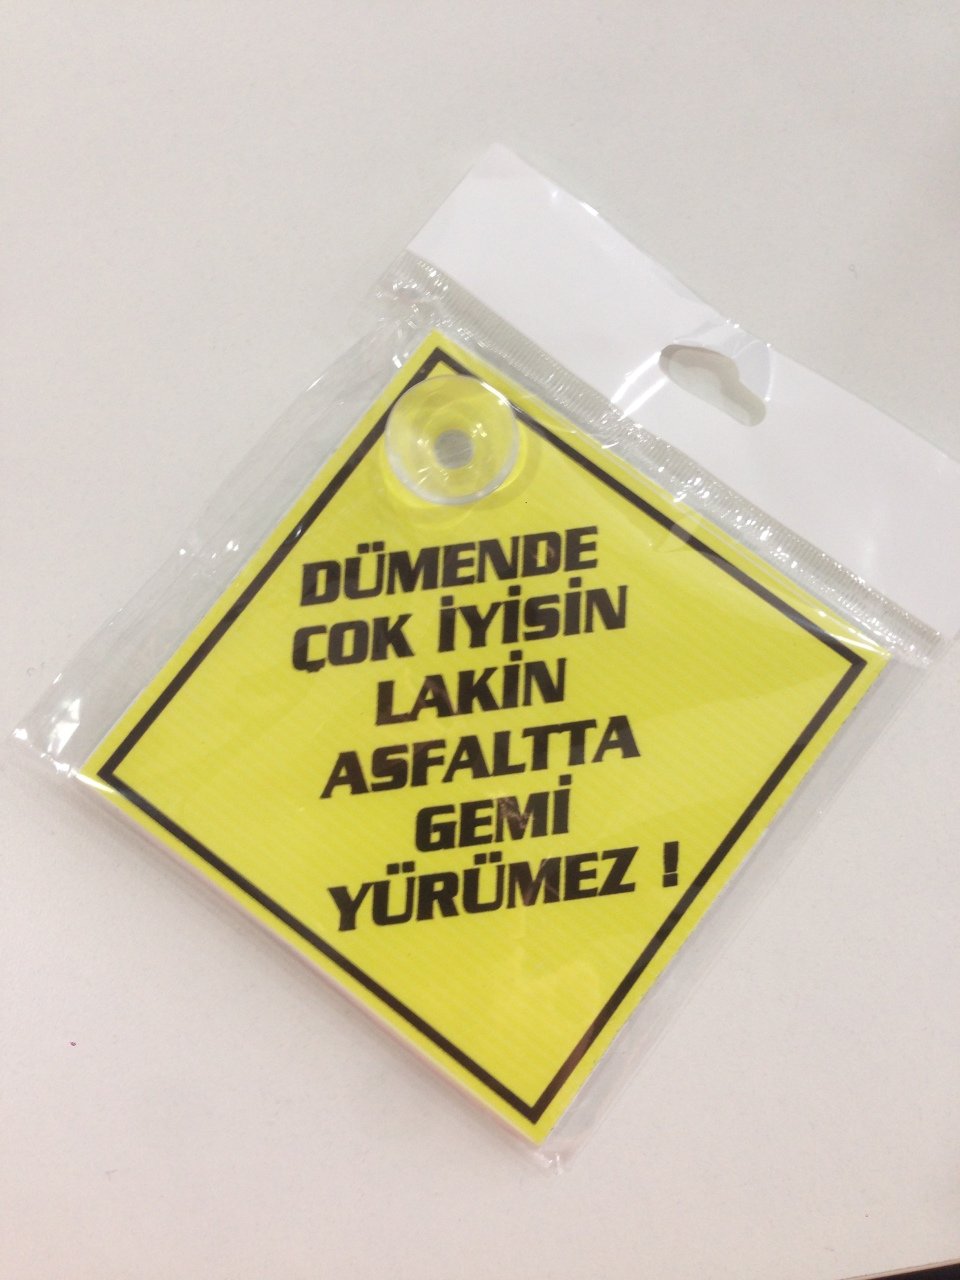 DÜMENDE
ÇOK İYİSİN
LAKİN
ASFALTTA
GEMİ
YÜRÜMEZ !